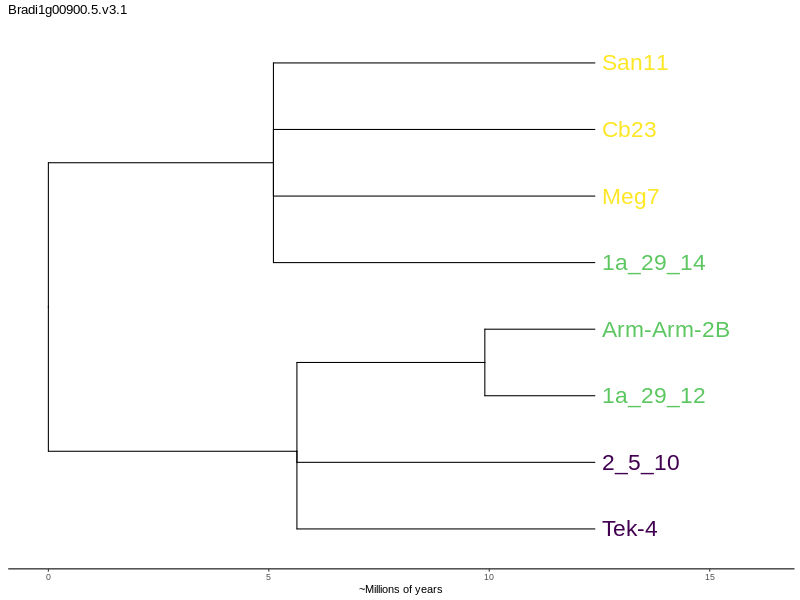 Bradi1g00900.5.v3.1
San11
Cb23
Meg7
1a_29_14
Arm-Arm-2B
1a_29_12
2_5_10
Tek-4
0 5 10 15
~Millions of years